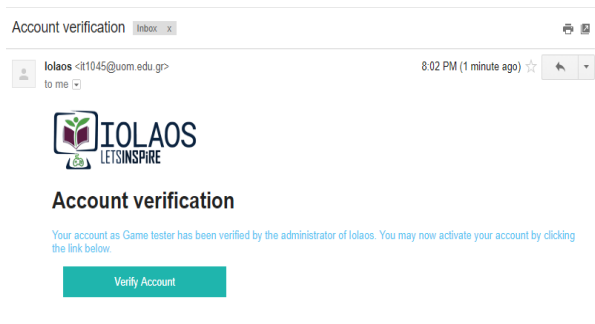 Account verification Inbox x
Iolaos <it1045@uom.edu.gr> 8:02 PM (1 minute ago)
to me
IOLAOS
LETSINSPiRE
Account verification
Your account as Game tester has been verified by the administrator of Iolaos. You may now activate your account by clicking
the link below.
Verify Account